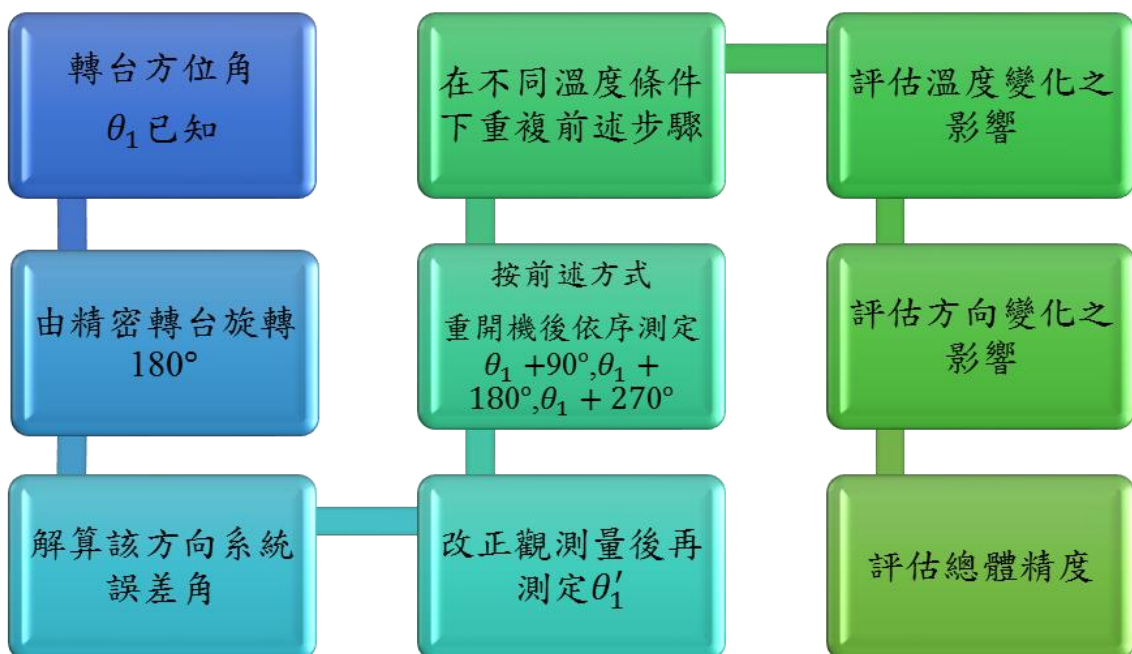 轉台方位角
θ₁已知
由精密轉台旋轉
180°
解算該方向系統
誤差角
改正觀測量後再
測定θ₁′
按前述方式
重開機後依序測定
θ₁ +90°,θ₁ +
180°,θ₁ + 270°
在不同溫度條件
下重複前述步驟
評估溫度變化之
影響
評估方向變化之
影響
評估總體精度